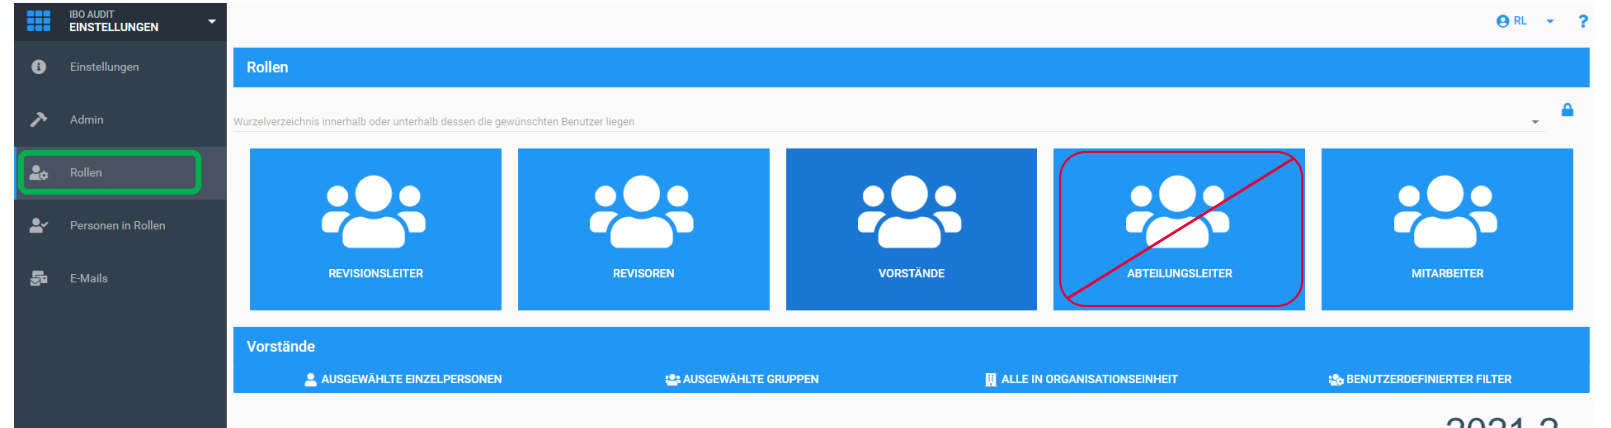 IBO AUDIT
EINSTELLUNGEN
RL
?
Einstellungen
Admin
Rollen
Personen in Rollen
E-Mails
Rollen
Wurzelverzeichnis innerhalb oder unterhalb dessen die gewünschten Benutzer liegen
REVISIONSLEITER
REVISOREN
VORSTÄNDE
ABTEILUNGSLEITER
MITARBEITER
Vorstände
AUSGEWÄHLTE EINZELPERSONEN
AUSGEWÄHLTE GRUPPEN
ALLE IN ORGANISATIONSEINHEIT
BENUTZERDEFINIERTER FILTER